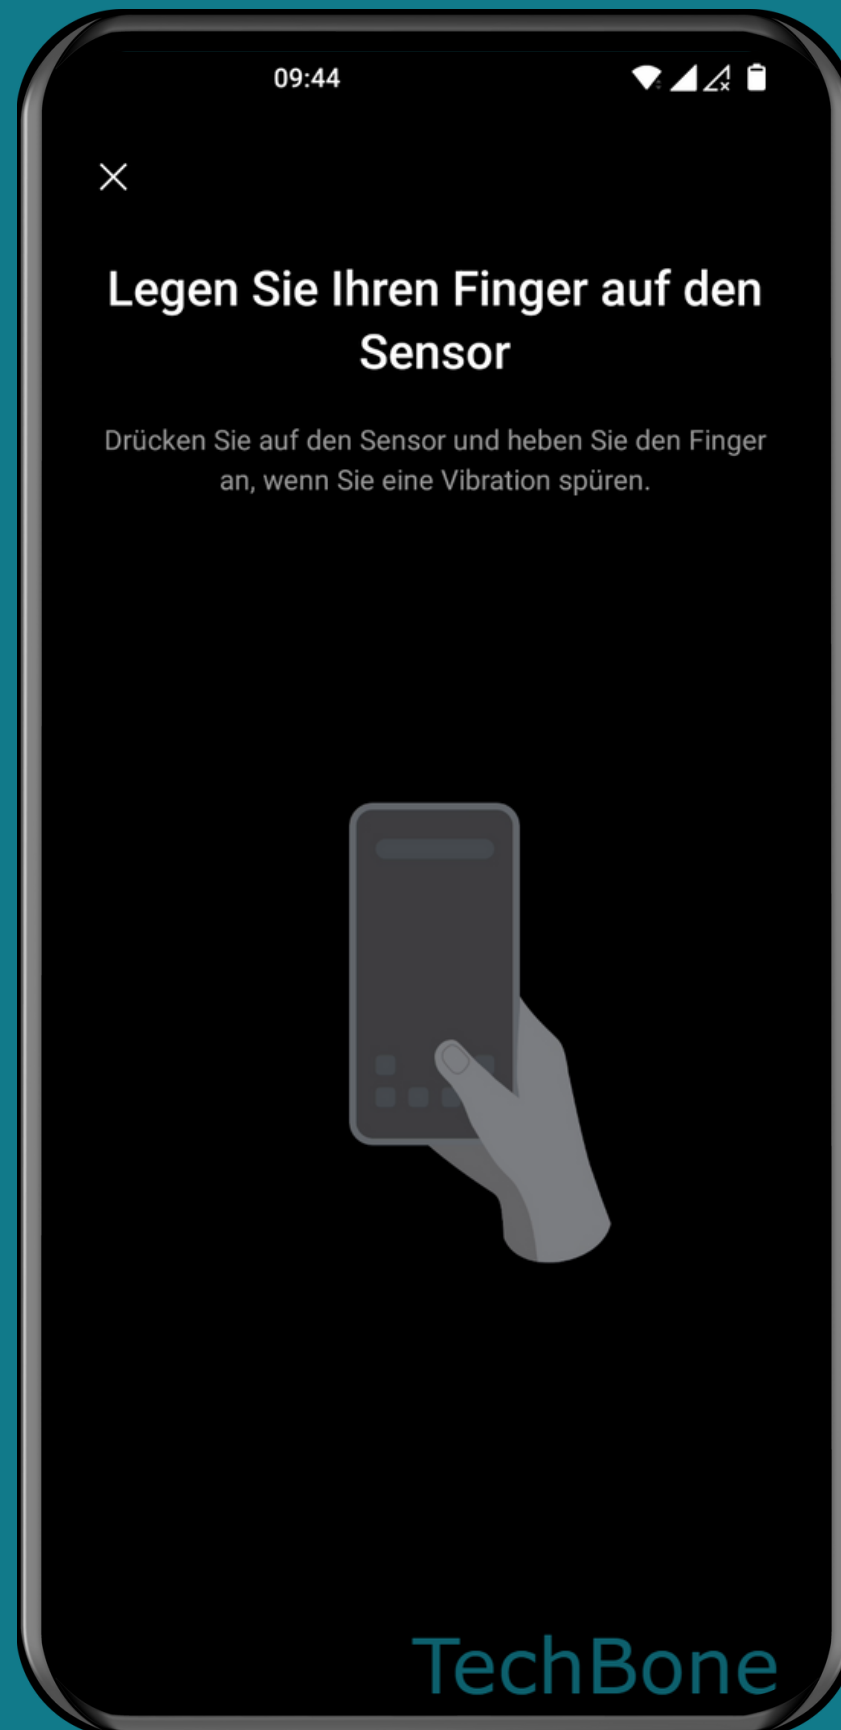 09:44
Legen Sie Ihren Finger auf den
Sensor
Drücken Sie auf den Sensor und heben Sie den Finger
an, wenn Sie eine Vibration spüren.
TechBone